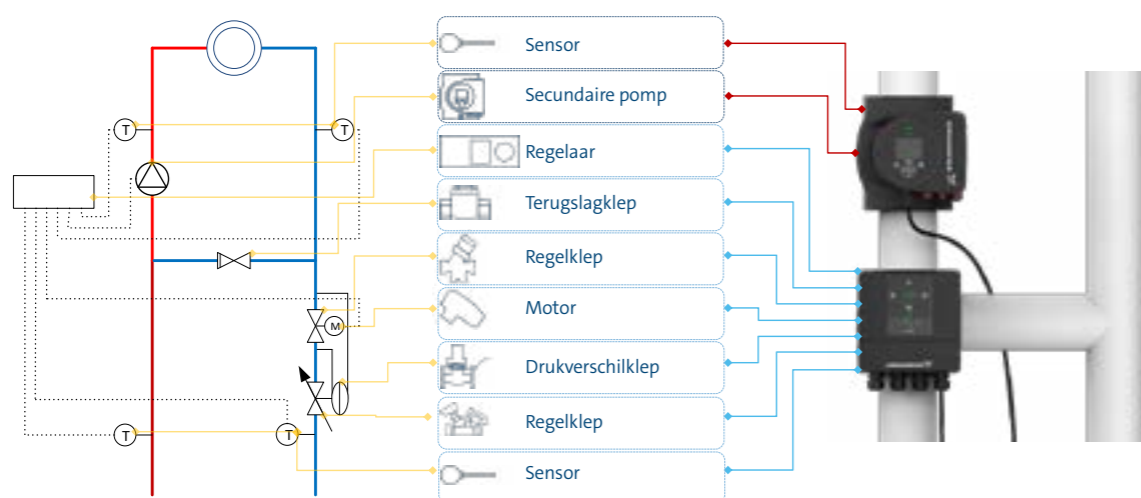 Sensor
Secundaire pomp
T
T
Regelaar
Terugslagklep
Regelklep
Motor
M
Drukverschilklep
Regelklep
T
T
Sensor